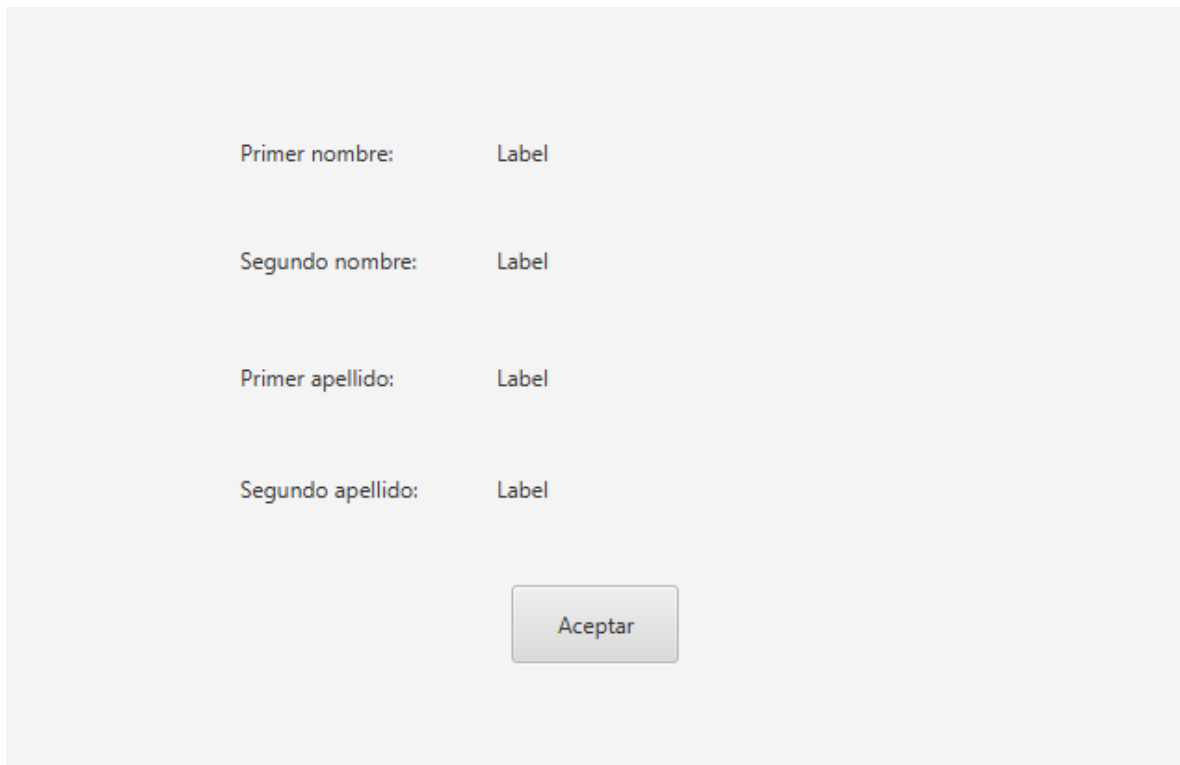 Primer nombre: Label
Segundo nombre: Label
Primer apellido: Label
Segundo apellido: Label
Aceptar